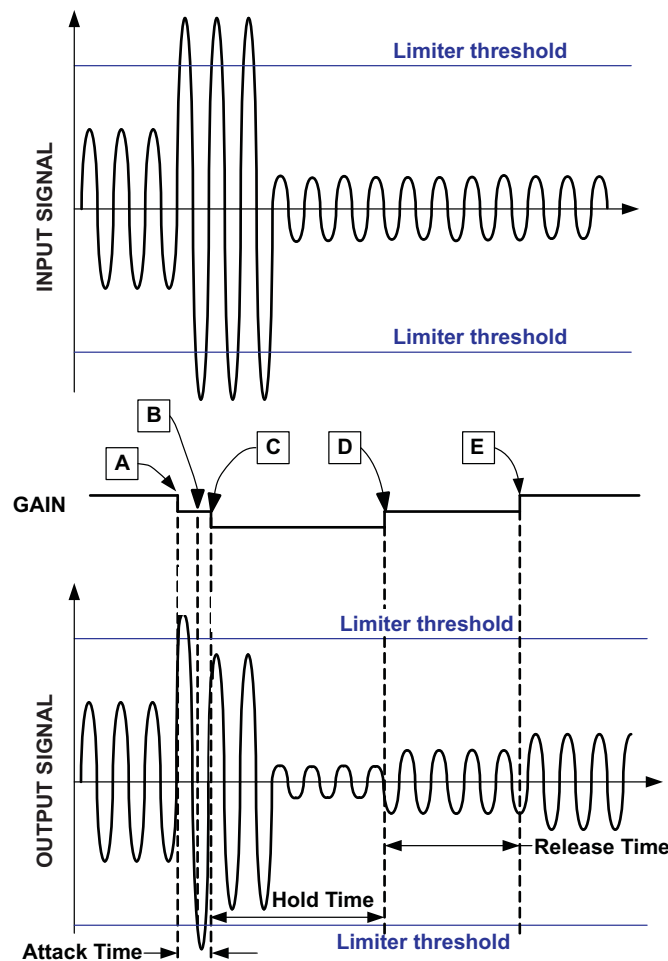 Limiter threshold
INPUT SIGNAL
Limiter threshold
B
A
C
D
E
GAIN
Limiter threshold
OUTPUT SIGNAL
Release Time
Hold Time
Limiter threshold
Attack Time